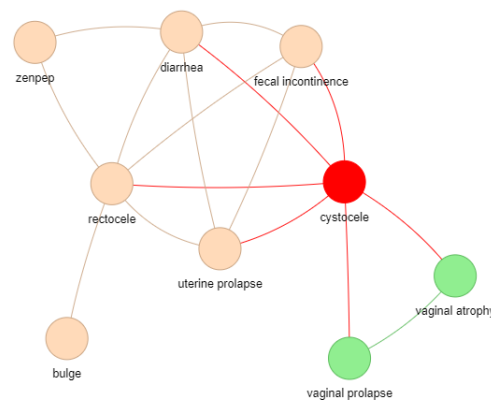 diarrhea
zenpep
fecal incontinence
rectocele
cystocele
uterine prolapse
vaginal atrophy
bulge
vaginal prolapse